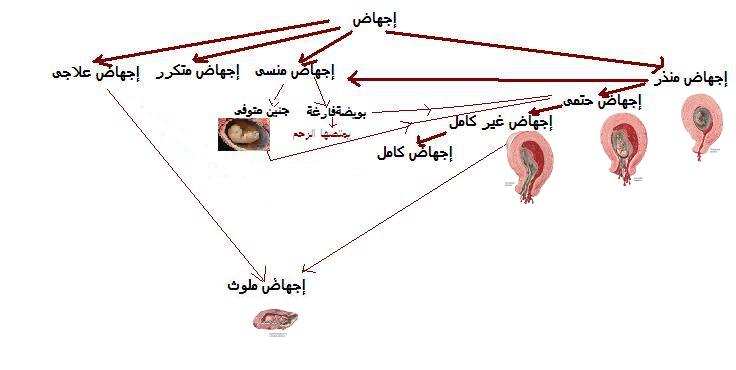 إجهاض
إجهاض منذر
إجهاض منسى
إجهاض متكرر
إجهاض علاجى
إجهاض حتمى
بويضةفارغة
جنين متوفى
إجهاض غير كامل
يمتصها الرحم
إجهاض كامل
إجهاض ملوث